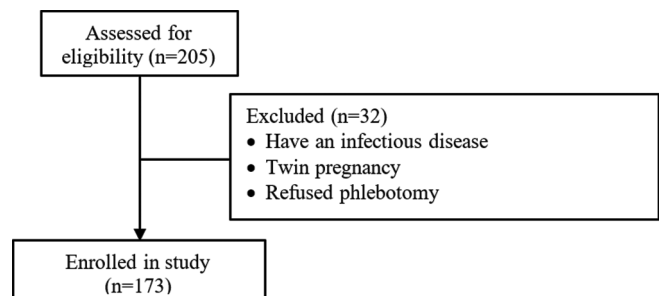 Assessed for
eligibility (n=205)
Excluded (n=32)
• Have an infectious disease
• Twin pregnancy
• Refused phlebotomy
Enrolled in study
(n=173)